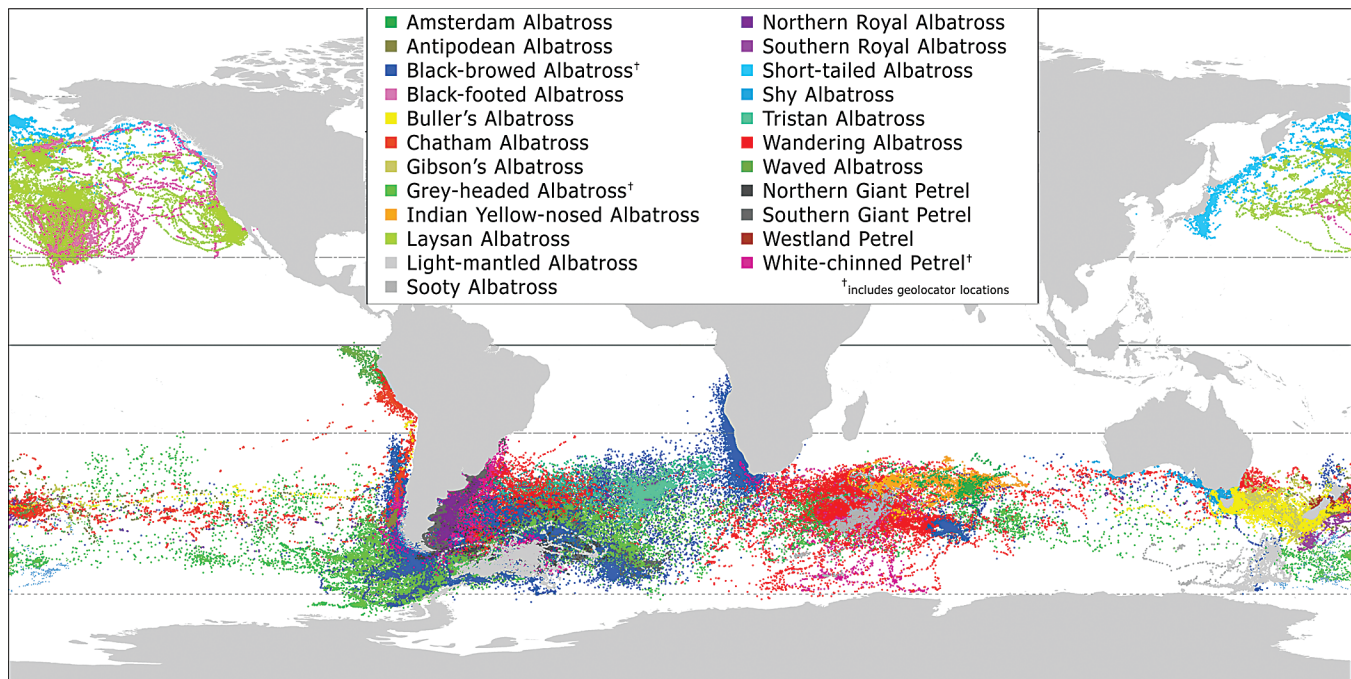 Amsterdam Albatross
Antipodean Albatross
Black-browed Albatross†
Black-footed Albatross
Buller's Albatross
Chatham Albatross
Gibson's Albatross
Grey-headed Albatross†
Indian Yellow-nosed Albatross
Laysan Albatross
Light-mantled Albatross
Sooty Albatross
Northern Royal Albatross
Southern Royal Albatross
Short-tailed Albatross
Shy Albatross
Tristan Albatross
Wandering Albatross
Waved Albatross
Northern Giant Petrel
Southern Giant Petrel
Westland Petrel
White-chinned Petrel†
†includes geolocator locations